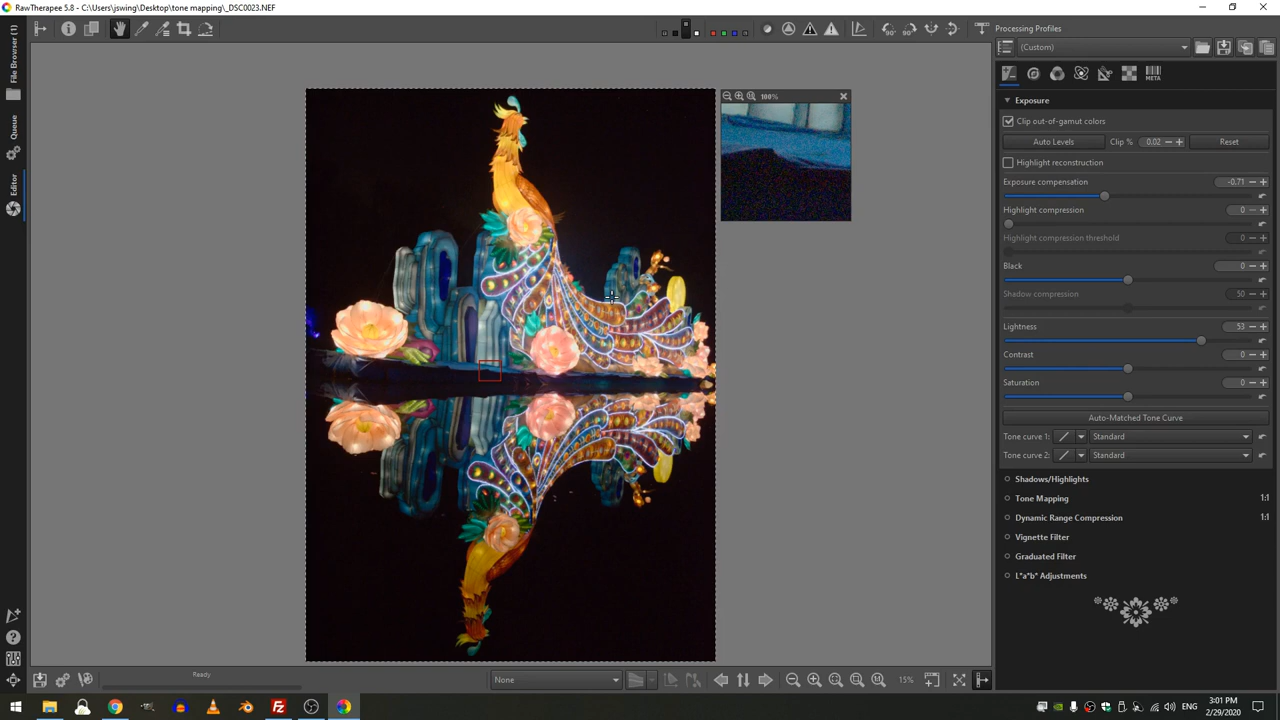 RawTherapee 5.8 - C:\Users\jswing\Desktop\tone mapping\_DSC0023.NEF
File Browser (1)
Queue
Editor
100%
Processing Profiles
(Custom)
META
Exposure
Clip out-of-gamut colors
Auto Levels Clip % 0.02 Reset
Highlight reconstruction
Exposure compensation -0.71
Highlight compression 0
Highlight compression threshold 0
Black 0
Shadow compression 50
Lightness 53
Contrast 0
Saturation 0
Auto-Matched Tone Curve
Tone curve 1: Standard
Tone curve 2: Standard
Shadows/Highlights
Tone Mapping 1:1
Dynamic Range Compression 1:1
Vignette Filter
Graduated Filter
L*a*b* Adjustments
Ready
None
15%
90° 90°
ENG
3:01 PM
2/29/2020